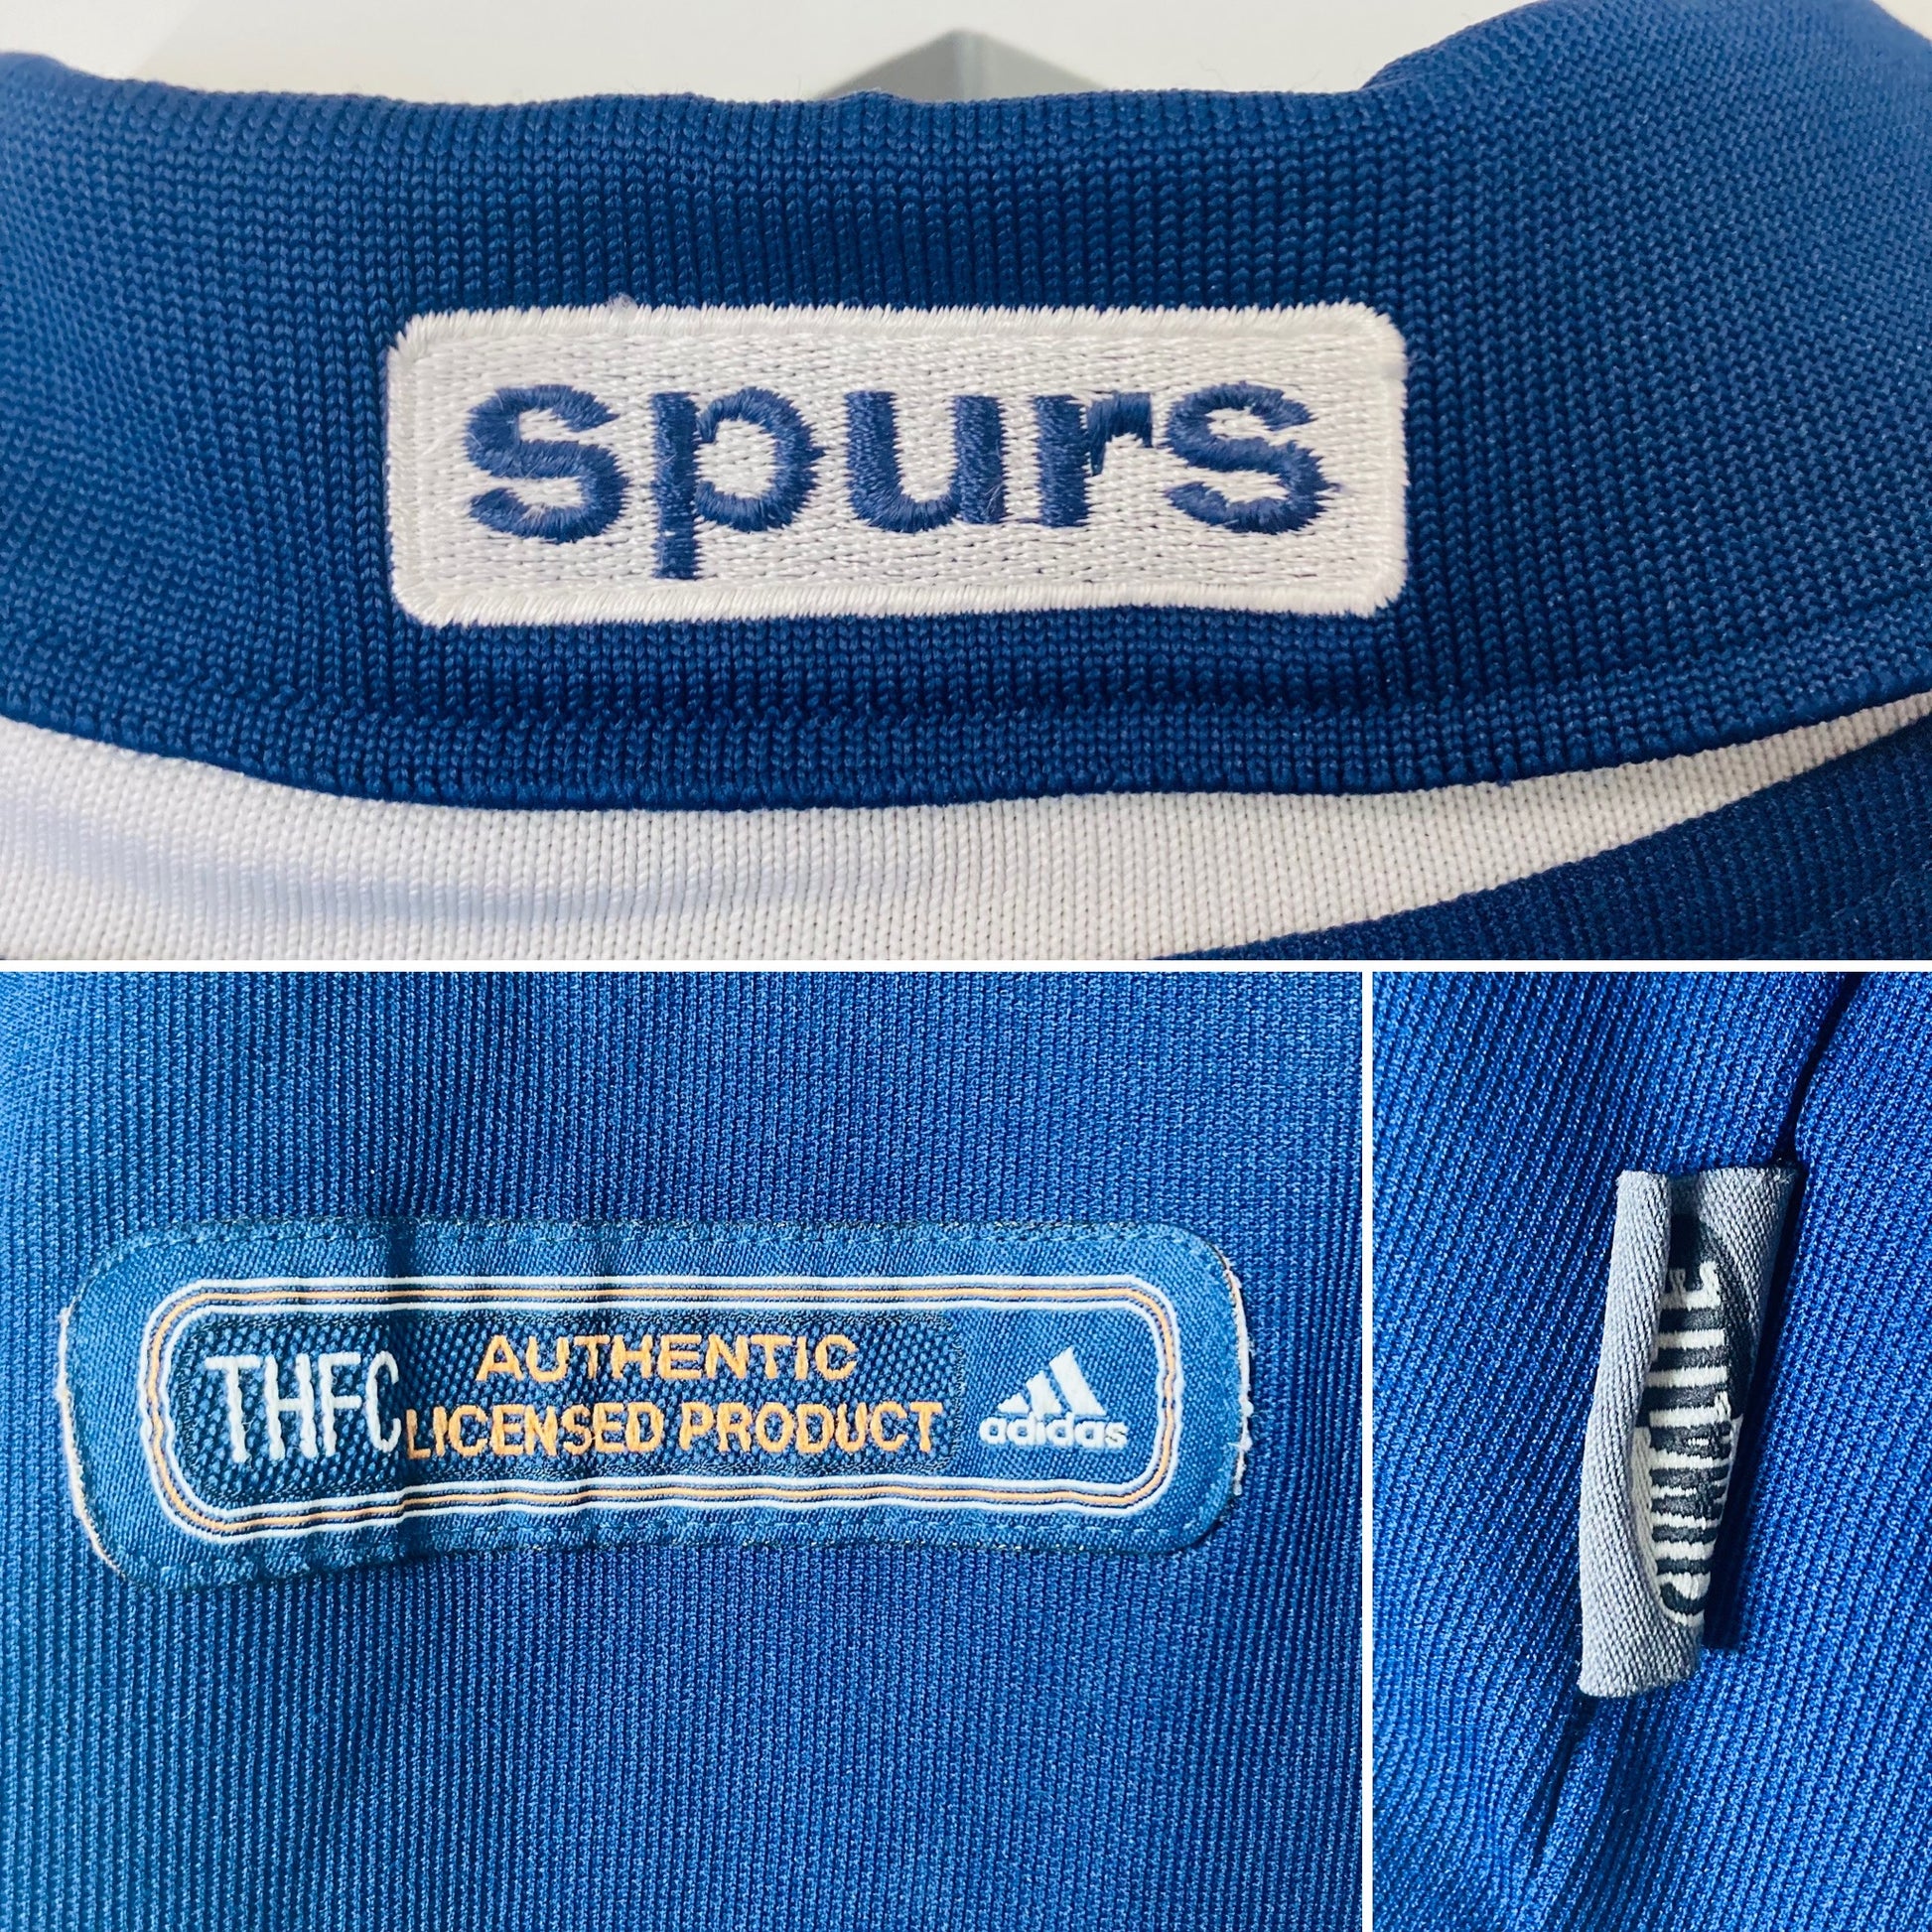 spurs
THFC
AUTHENTIC
LICENSED PRODUCT
adidas